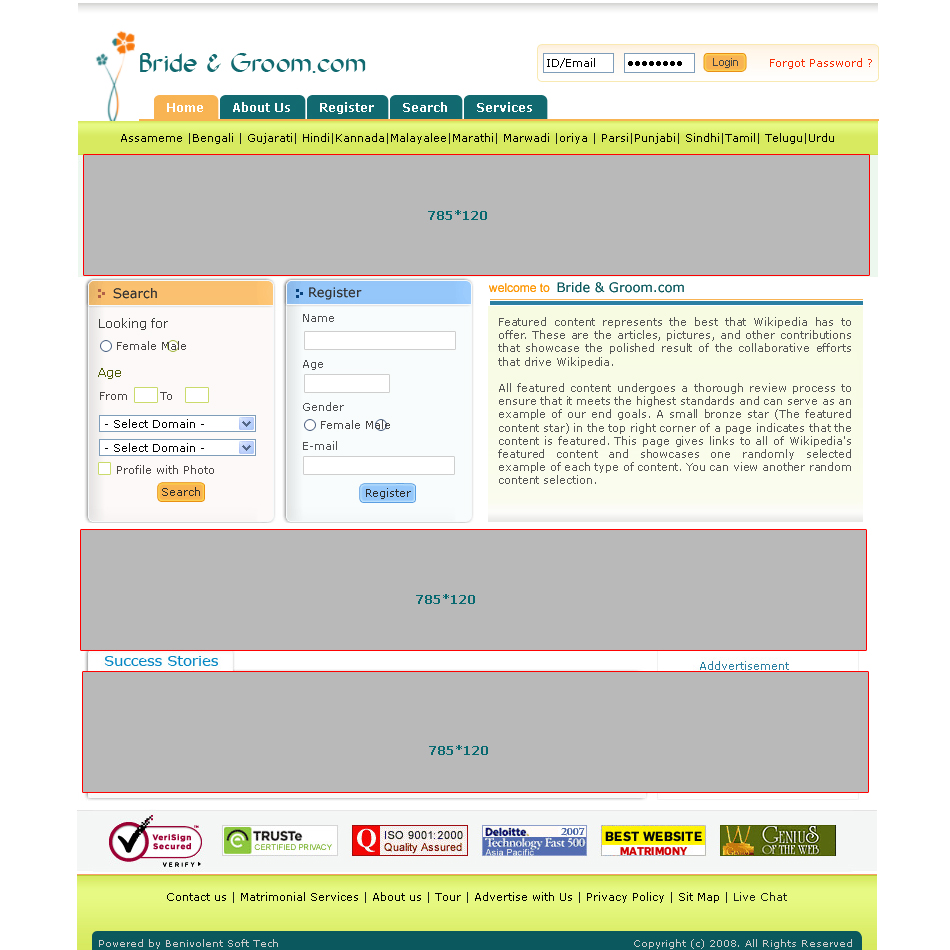 Bride & Groom.com
ID/Email
Login
Forgot Password ?
Home
About Us
Register
Search
Services
Assameme |Bengali | Gujarati| Hindi|Kannada|Malayalee|Marathi| Marwadi |oriya | Parsi|Punjabi| Sindhi|Tamil| Telugu|Urdu
785*120
Search
Looking for
Female Male
Age
From To
- Select Domain -
- Select Domain -
Profile with Photo
Search
Register
Name
Age
Gender
Female Male
E-mail
Register
welcome to Bride & Groom.com
Featured content represents the best that Wikipedia has to
offer. These are the articles, pictures, and other contributions
that showcase the polished result of the collaborative efforts
that drive Wikipedia.
All featured content undergoes a thorough review process to
ensure that it meets the highest standards and can serve as an
example of our end goals. A small bronze star (The featured
content star) in the top right corner of a page indicates that the
content is featured. This page gives links to all of Wikipedia's
featured content and showcases one randomly selected
example of each type of content. You can view another random
content selection.
785*120
Success Stories
Addvertisement
785*120
VeriSign
Secured
VERIFY
TRUSTe
CERTIFIED PRIVACY
Q
ISO 9001:2000
Quality Assured
Deloitte. 2007
Technology Fast 500
Asia Pacific
BEST WEBSITE
MATRIMONY
GENIUS
OF THE WEB
Contact us | Matrimonial Services | About us | Tour | Advertise with Us | Privacy Policy | Sit Map | Live Chat
Powered by Benivolent Soft Tech
Copyright (c) 2008. All Rights Reserved